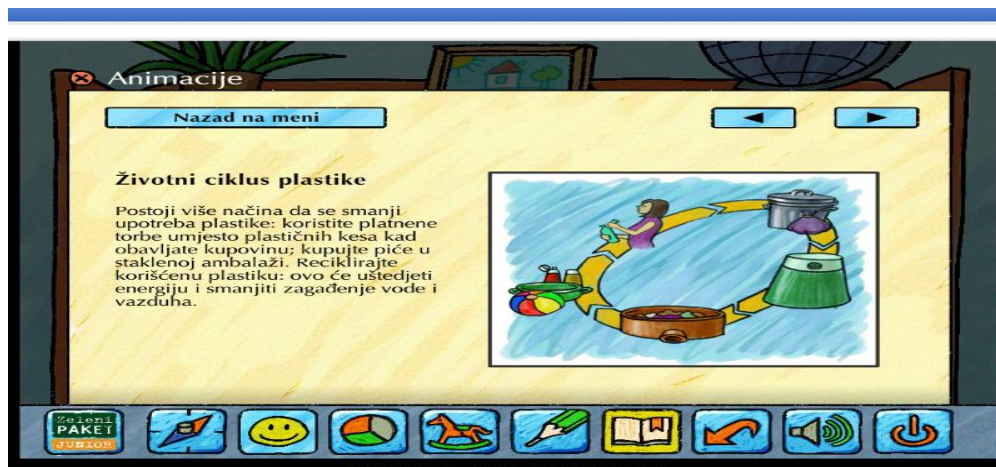 Animacije
Nazad na meni
Životni ciklus plastike
Postoji više načina da se smanji
upotreba plastike: koristite platnene
torbe umjesto plastičnih kesa kad
obavljate kupovinu; kupujte piće u
staklenoj ambalaži. Reciklirajte
korišćenu plastiku: ovo će uštedjeti
energiju i smanjiti zagađenje vode i
vazduha.
Zeleni
PAKET
JUNIOR